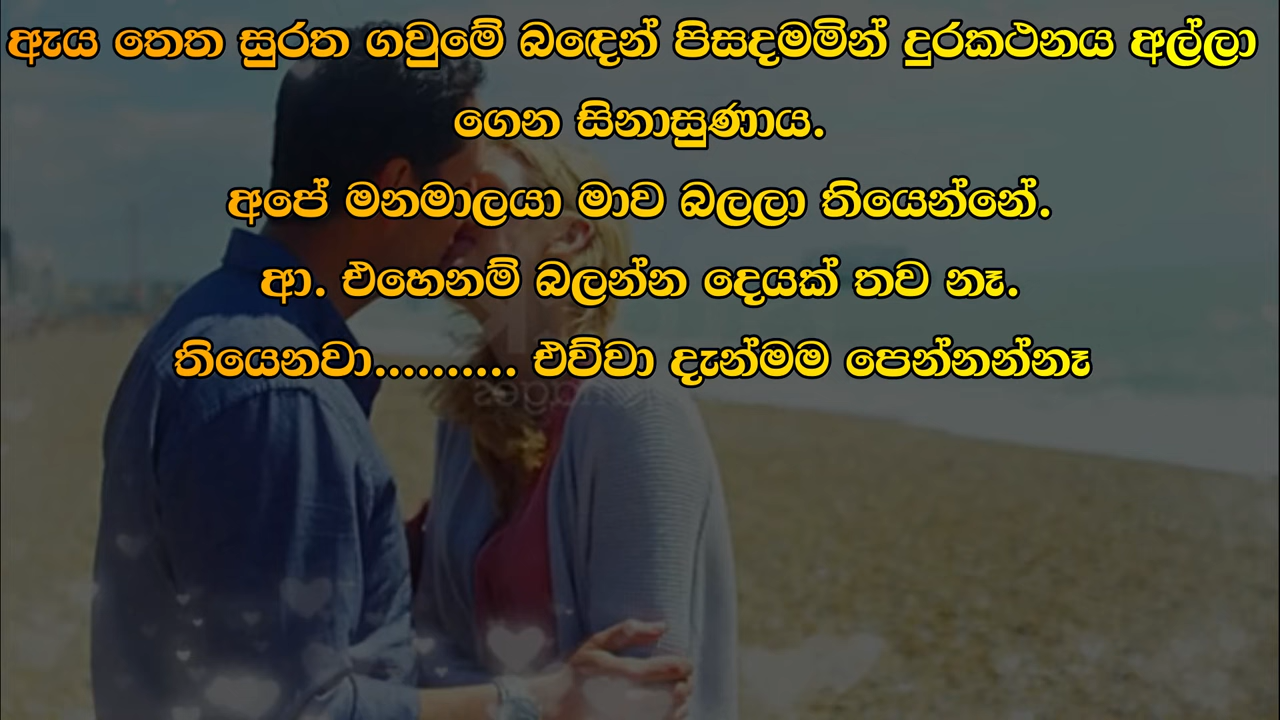 ඇය තෙත සුරත ගවුමේ බඳෙන් පිසදමමින් දුරකථනය අල්ලා
ගෙන සිනාසුණාය.
අපේ මනමාලයා මාව බලලා තියෙන්නේ.
ආ. එහෙනම් බලන්න දෙයක් තව නෑ.
තියෙනවා.......... එව්වා දැන්මම පෙන්නන්නෑ